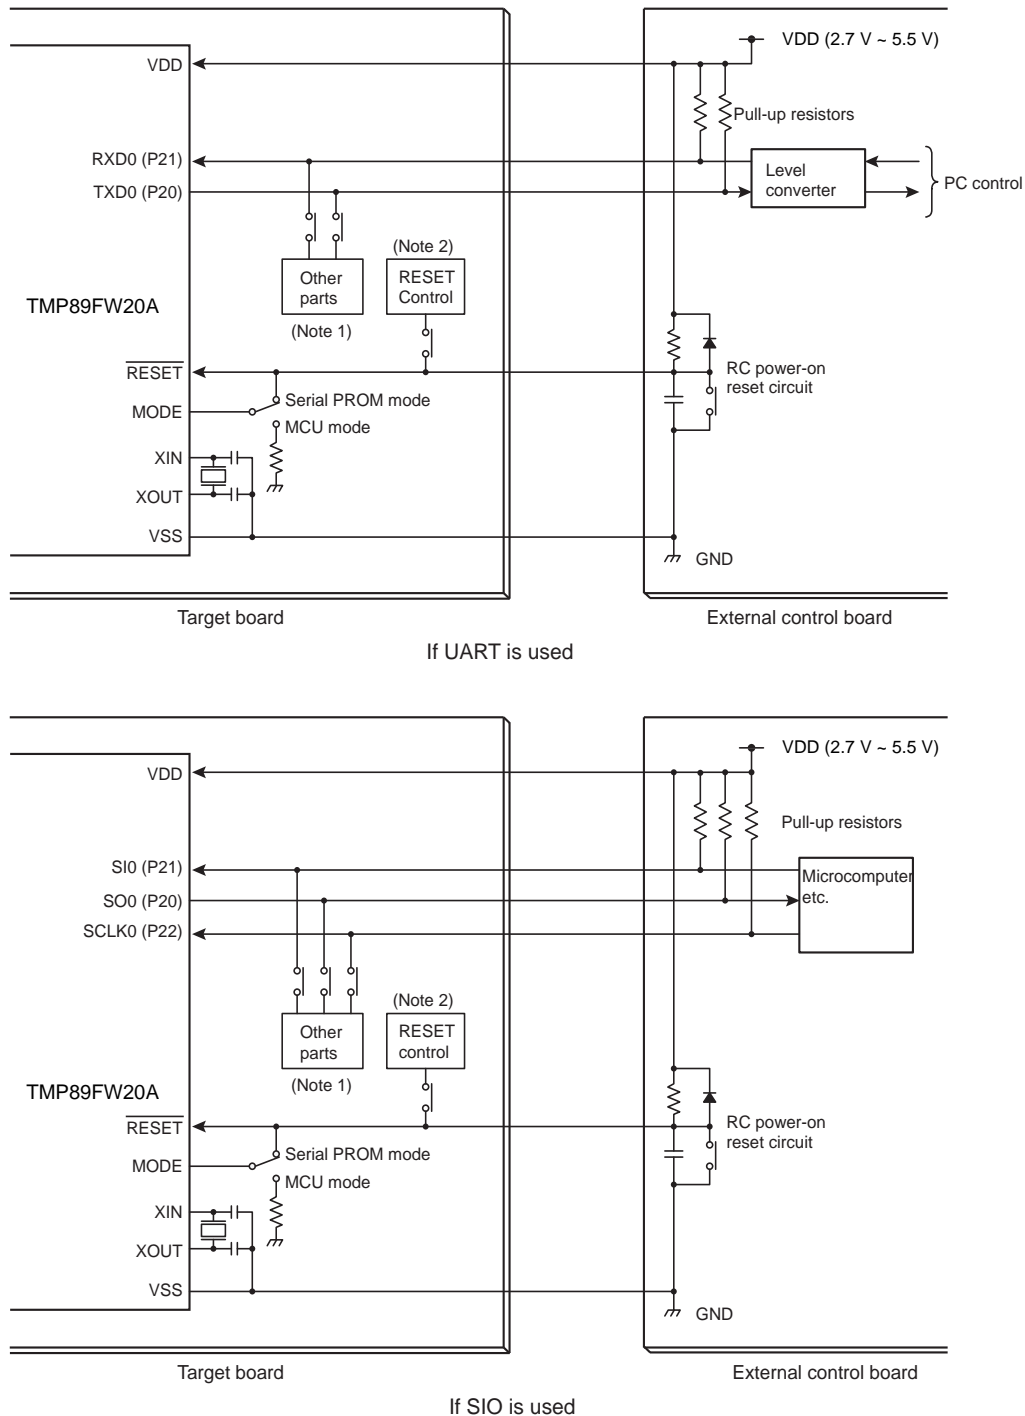 VDD (2.7 V ~ 5.5 V)
VDD
Pull-up resistors
RXD0 (P21)
TXD0 (P20)
Level
converter
PC control
(Note 2)
Other
parts
RESET
Control
(Note 1)
TMP89FW20A
RESET
RC power-on
reset circuit
MODE
Serial PROM mode
MCU mode
XIN
XOUT
VSS
GND
Target board
External control board
If UART is used
VDD (2.7 V ~ 5.5 V)
VDD
Pull-up resistors
SI0 (P21)
SO0 (P20)
SCLK0 (P22)
Microcomputer
etc.
(Note 2)
Other
parts
RESET
control
(Note 1)
TMP89FW20A
RESET
RC power-on
reset circuit
MODE
Serial PROM mode
MCU mode
XIN
XOUT
VSS
GND
Target board
External control board
If SIO is used